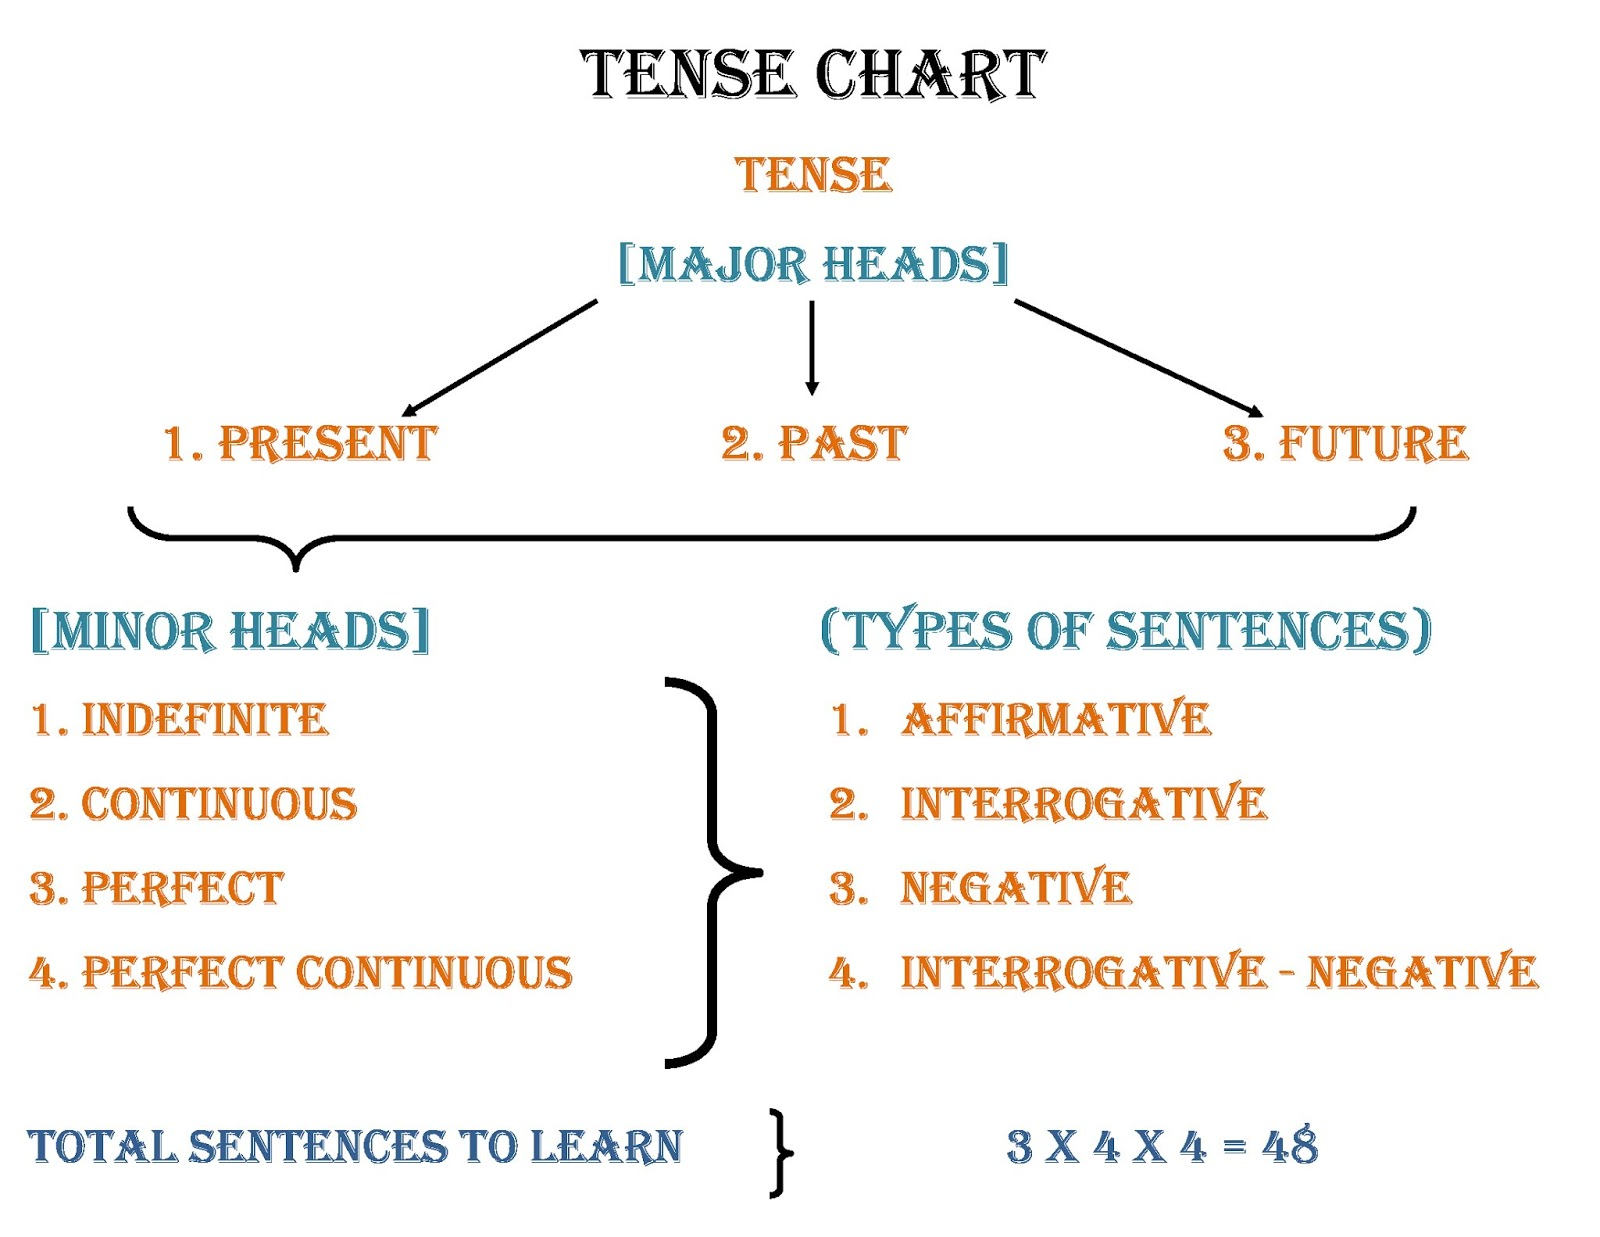 TENSE CHART
TENSE
[MAJOR HEADS]
1. PRESENT 2. PAST 3. FUTURE
[MINOR HEADS] (TYPES OF SENTENCES)
1. INDEFINITE 1. AFFIRMATIVE
2. CONTINUOUS 2. INTERROGATIVE
3. PERFECT 3. NEGATIVE
4. PERFECT CONTINUOUS 4. INTERROGATIVE - NEGATIVE
TOTAL SENTENCES TO LEARN 3 X 4 X 4 = 48